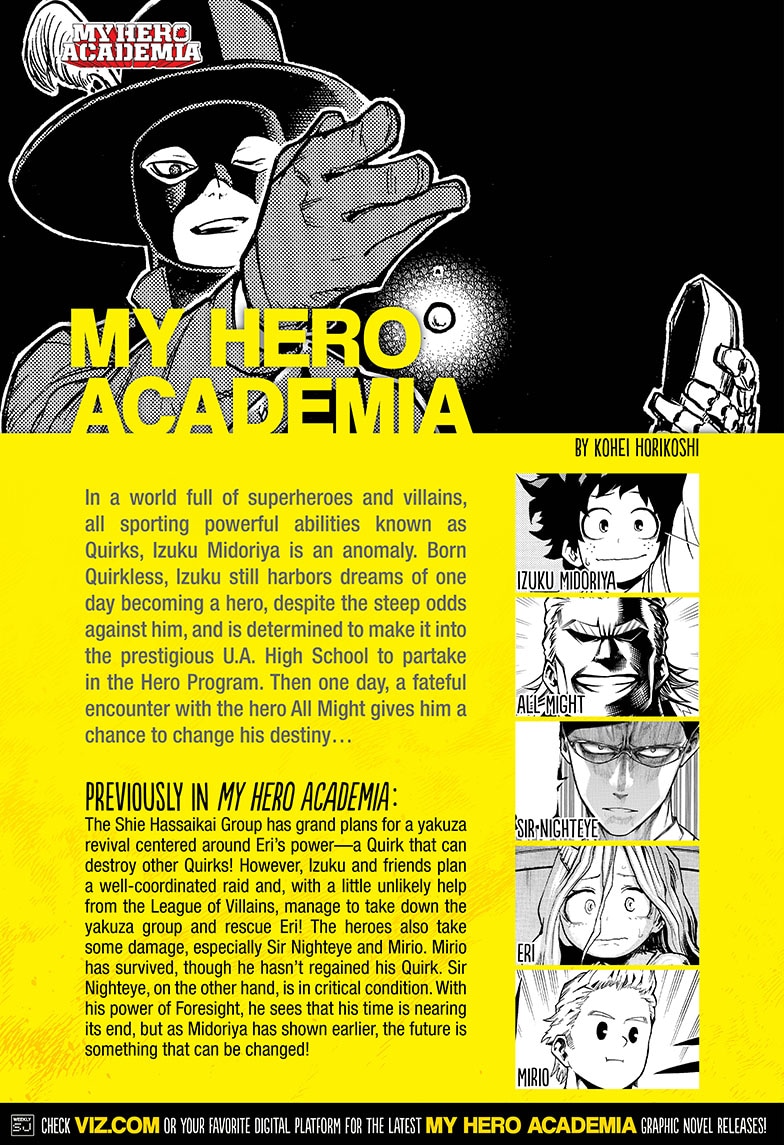 MY HERO
ACADEMIA
MY HERO
ACADEMIA
BY KOHEI HORIKOSHI
In a world full of superheroes and villains,
all sporting powerful abilities known as
Quirks, Izuku Midoriya is an anomaly. Born
Quirkless, Izuku still harbors dreams of one
day becoming a hero, despite the steep odds
against him, and is determined to make it into
the prestigious U.A. High School to partake
in the Hero Program. Then one day, a fateful
encounter with the hero All Might gives him a
chance to change his destiny…
PREVIOUSLY IN MY HERO ACADEMIA:
The Shie Hassaikai Group has grand plans for a yakuza
revival centered around Eri’s power—a Quirk that can
destroy other Quirks! However, Izuku and friends plan
a well-coordinated raid and, with a little unlikely help
from the League of Villains, manage to take down the
yakuza group and rescue Eri! The heroes also take
some damage, especially Sir Nighteye and Mirio. Mirio
has survived, though he hasn’t regained his Quirk. Sir
Nighteye, on the other hand, is in critical condition. With
his power of Foresight, he sees that his time is nearing
its end, but as Midoriya has shown earlier, the future is
something that can be changed!
IZUKU MIDORIYA
ALL MIGHT
SIR NIGHTEYE
ERI
MIRIO
WEEKLY
SJ
CHECK VIZ.COM OR YOUR FAVORITE DIGITAL PLATFORM FOR THE LATEST MY HERO ACADEMIA GRAPHIC NOVEL RELEASES!